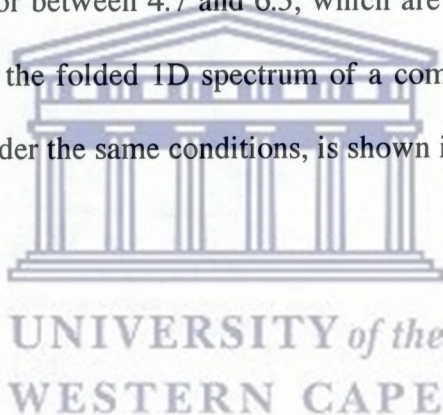 or between 4.7 and 6.5, which are
the folded 1D spectrum of a com
der the same conditions, is shown i
UNIVERSITY of the
WESTERN CAPE